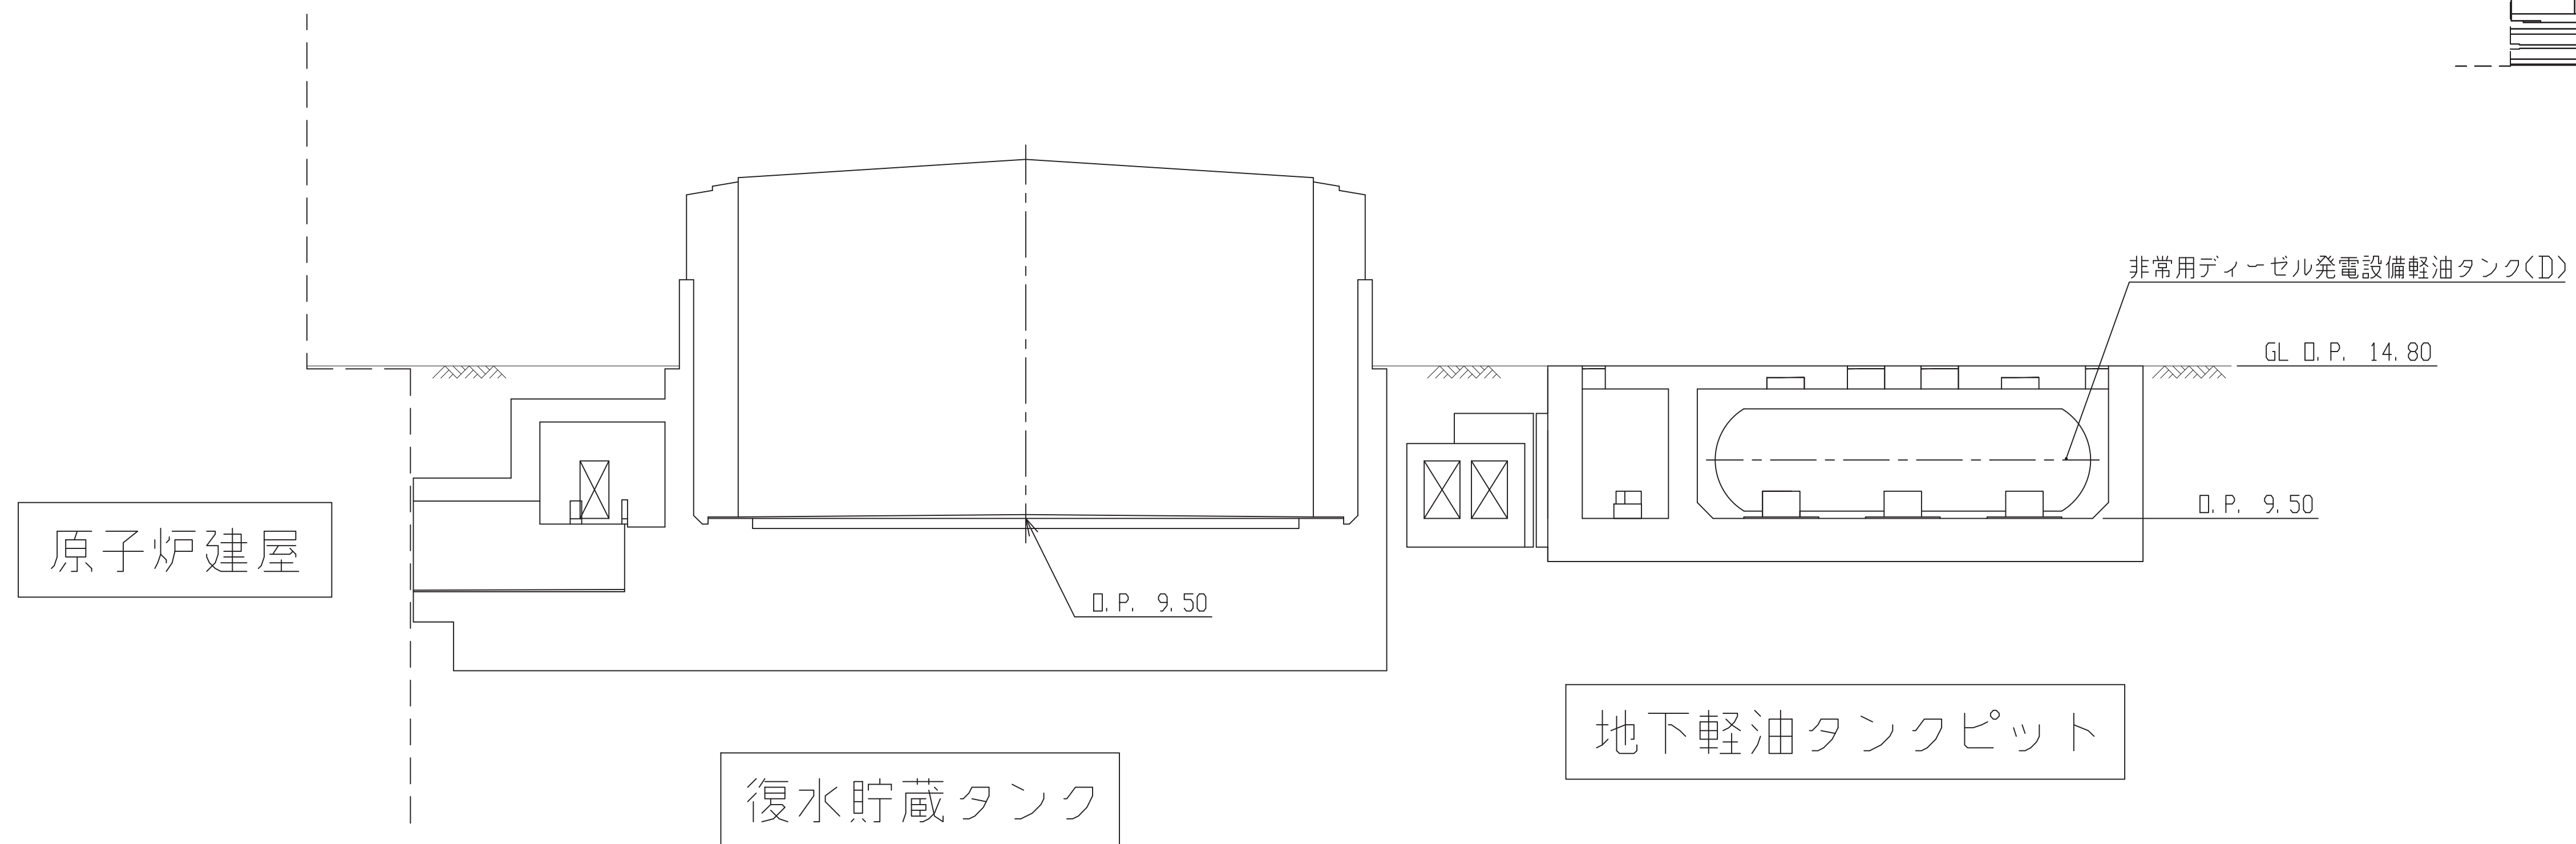 非常用ディーゼル発電設備軽油タンク(D)
GL O.P. 14.80
O.P. 9.50
原子炉建屋
O.P. 9.50
地下軽油タンクピット
復水貯蔵タンク